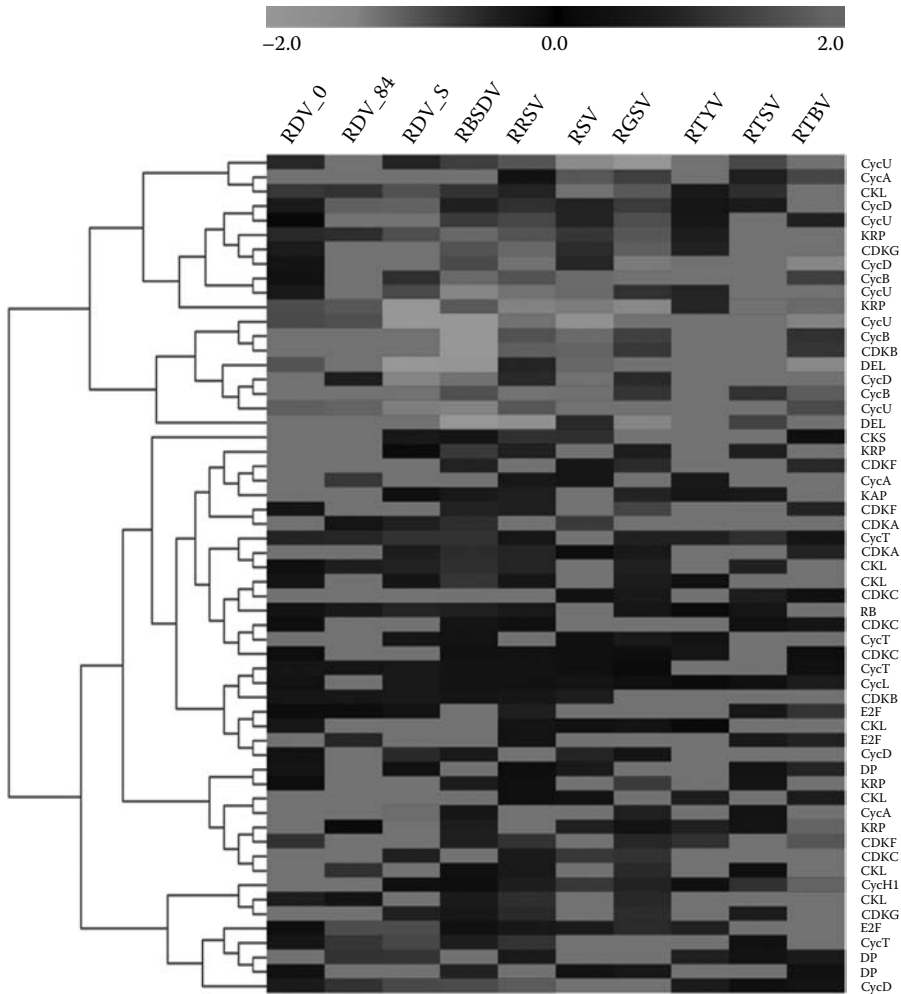 −2.0 0.0 2.0
RDV_0 RDV_84 RDV_S RBSDV RRSV RSV RGSV RTYV RTSV RTBV
CycU
CycA
CKL
CycD
CycU
KRP
CDKG
CycD
CycB
CycU
KRP
CycU
CycB
CDKB
DEL
CycD
CycB
CycU
DEL
CKS
KRP
CDKF
CycA
KAP
CDKF
CDKA
CycT
CDKA
CKL
CKL
CDKC
RB
CDKC
CycT
CDKC
CycT
CycL
CDKB
E2F
CKL
E2F
CycD
DP
KRP
CKL
CycA
KRP
CDKF
CDKC
CKL
CycH1
CKL
CDKG
E2F
CycT
DP
DP
CycD